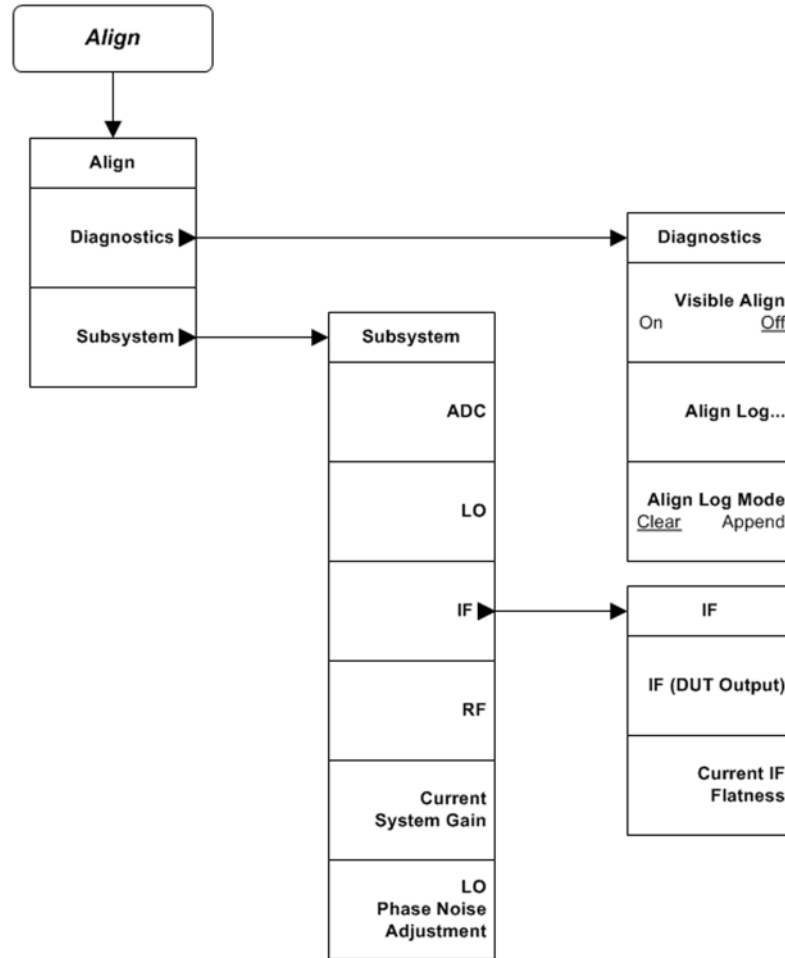 Align
Align
Diagnostics
Subsystem
Subsystem
ADC
LO
IF
RF
Current
System Gain
LO
Phase Noise
Adjustment
Diagnostics
Visible Align
On Off
Align Log...
Align Log Mode
Clear Append
IF
IF (DUT Output)
Current IF
Flatness